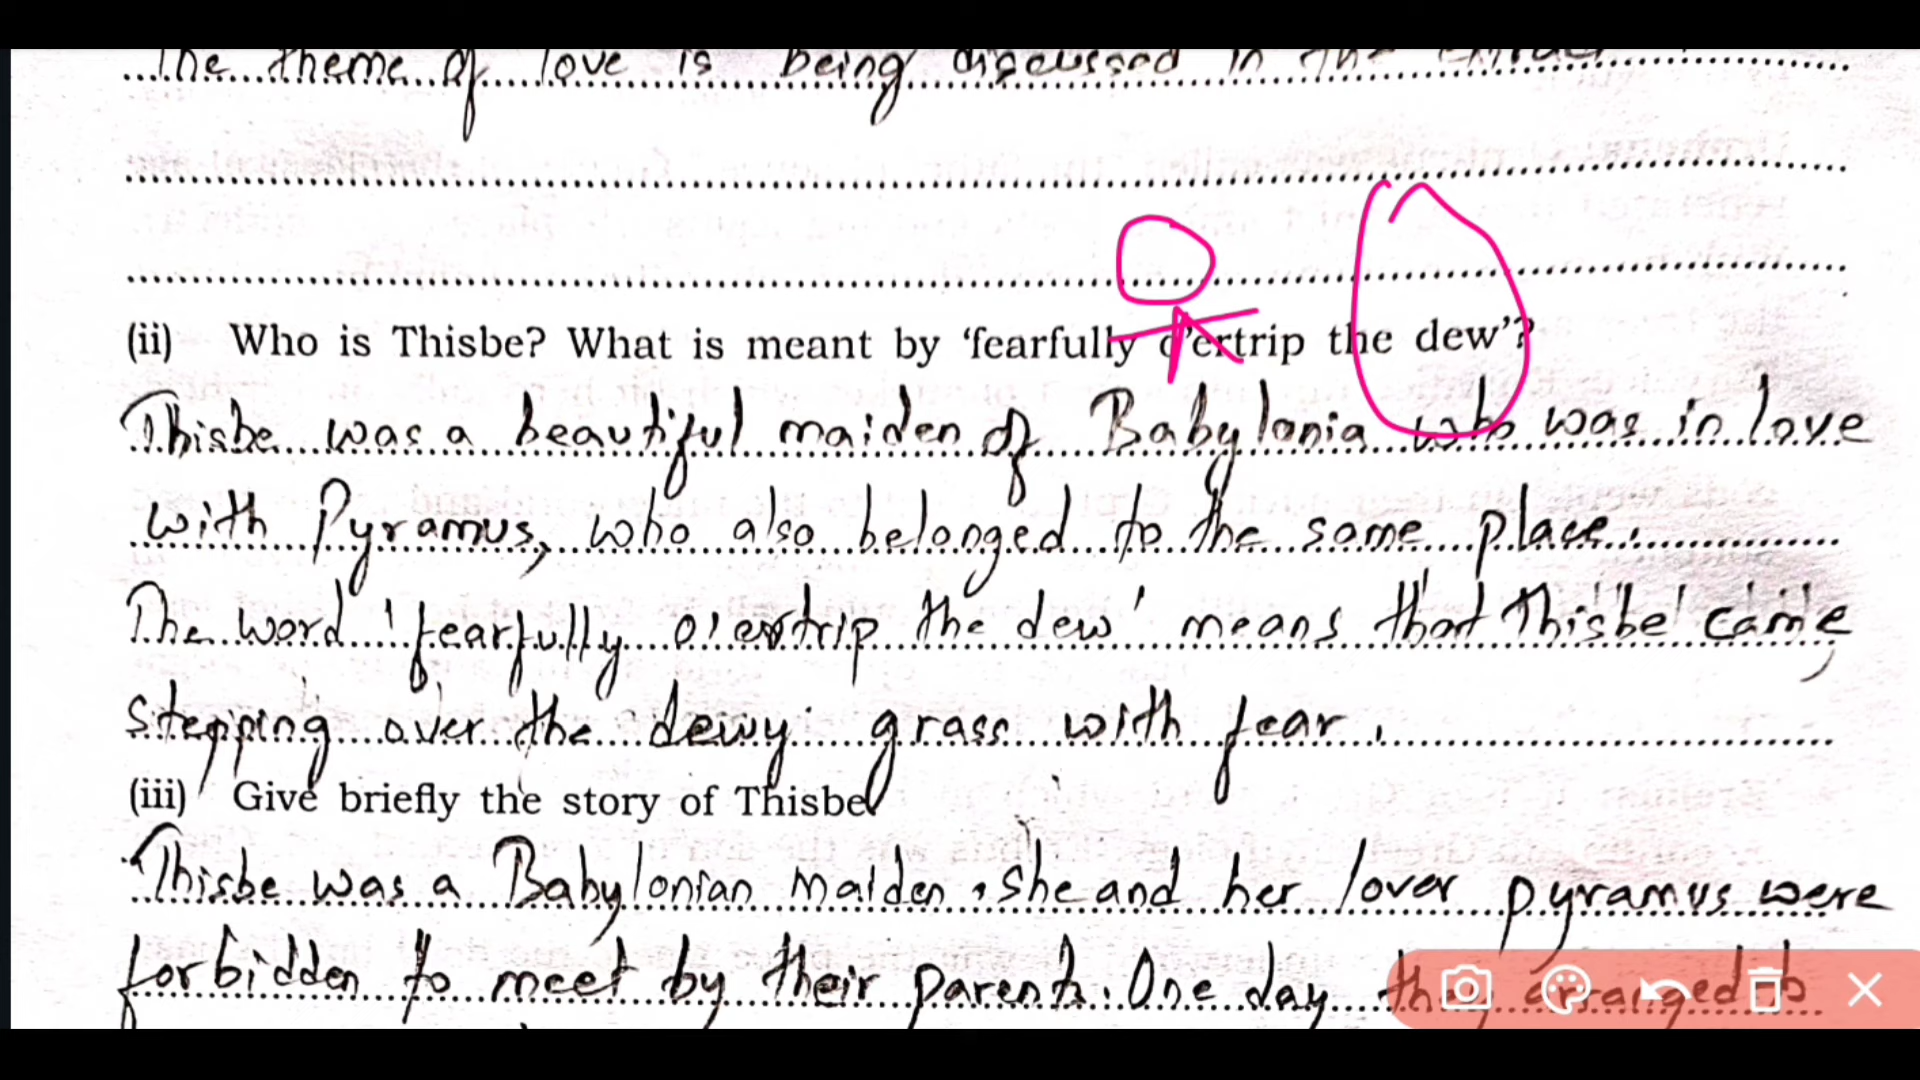 The theme of love is being discussed in the
(ii) Who is Thisbe? What is meant by 'fearfully o'ertrip the dew'?
Thisbe was a beautiful maiden of Babylonia who was in love
with Pyramus, who also belonged to the same place.
The word 'fearfully o'ertrip the dew' means that Thisbe came
stepping over the dewy grass with fear.
(iii) Give briefly the story of Thisbe
Thisbe was a Babylonian maiden. She and her lover pyramus were
forbidden to meet by their parents. One day they arranged to